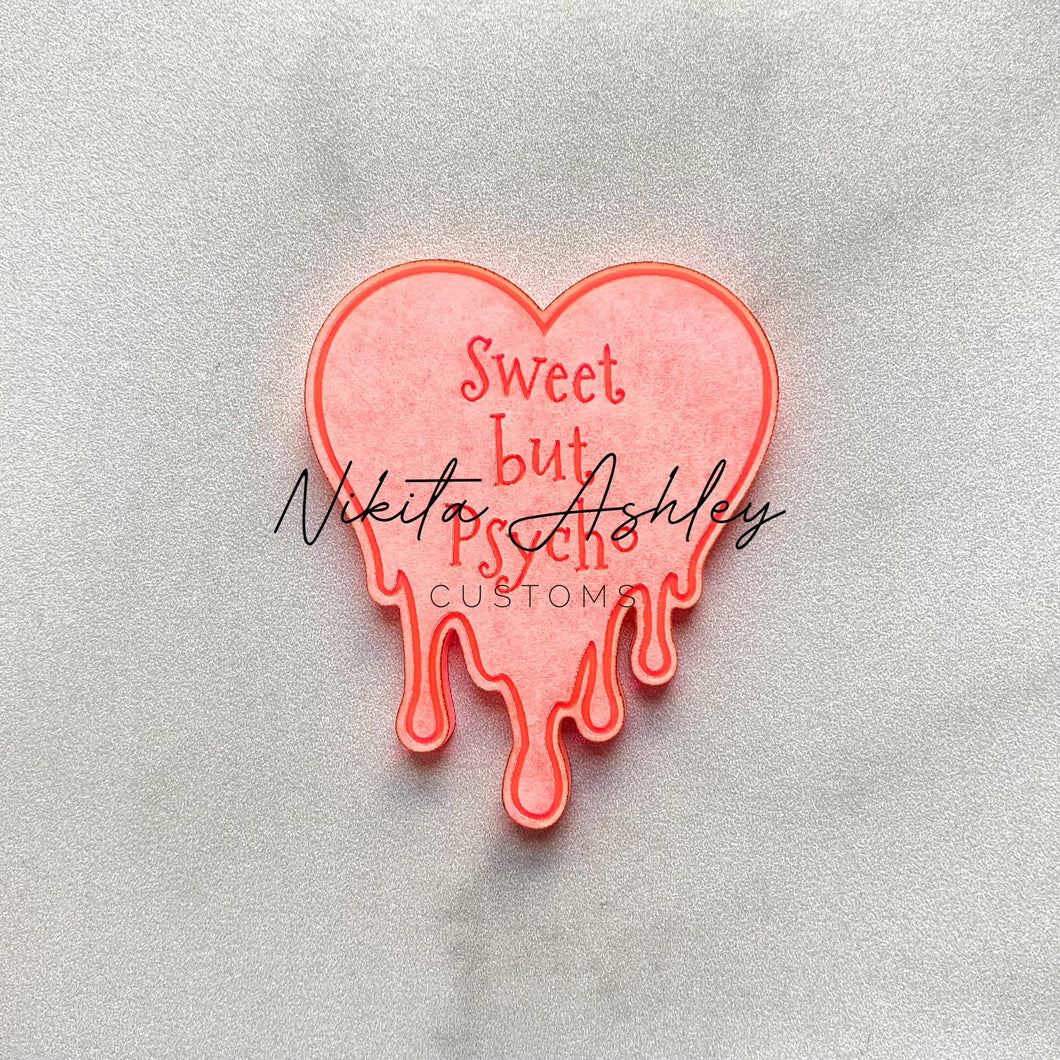 Sweet
but
Nikita Ashley
Psycho
CUSTOMS